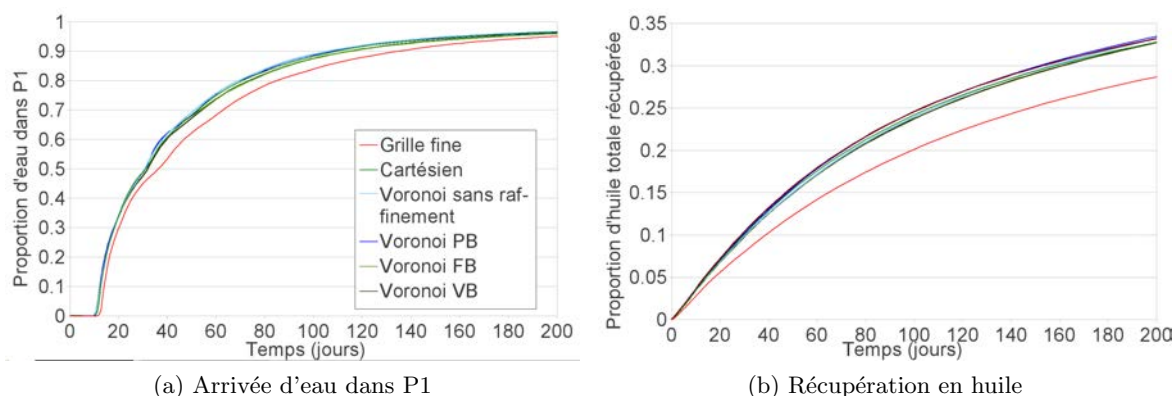 Proportion d'eau dans P1
1
0.9
0.8
0.7
0.6
0.5
0.4
0.3
0.2
0.1
0
0 20 40 60 80 100 120 140 160 180 200
Temps (jours)
Grille fine
Cartésien
Voronoi sans raf-
finement
Voronoi PB
Voronoi FB
Voronoi VB
(a) Arrivée d'eau dans P1
Proportion d'huile totale récupérée
0.35
0.3
0.25
0.2
0.15
0.1
0.05
0
0 20 40 60 80 100 120 140 160 180 200
Temps (jours)
(b) Récupération en huile